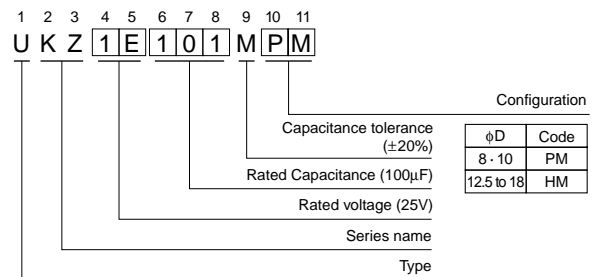 1 2 3 4 5 6 7 8 9 10 11
U K Z 1 E 1 0 1 M P M
Configuration
Capacitance tolerance
(±20%)
Rated Capacitance (100µF)
Rated voltage (25V)
Series name
Type
ϕD Code
8 · 10 PM
12.5 to 18 HM